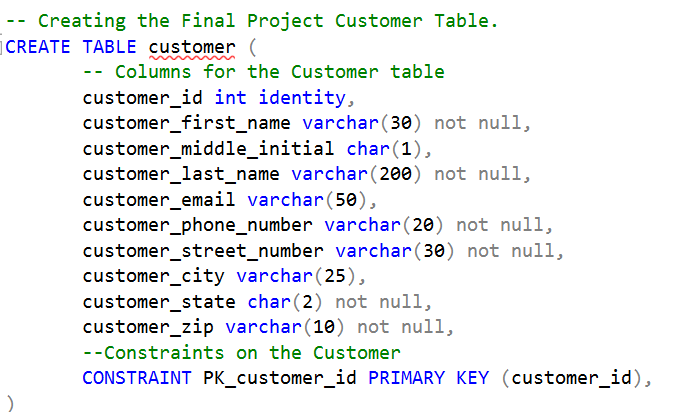 -- Creating the Final Project Customer Table.
CREATE TABLE customer (
-- Columns for the Customer table
customer_id int identity,
customer_first_name varchar(30) not null,
customer_middle_initial char(1),
customer_last_name varchar(200) not null,
customer_email varchar(50),
customer_phone_number varchar(20) not null,
customer_street_number varchar(30) not null,
customer_city varchar(25),
customer_state char(2) not null,
customer_zip varchar(10) not null,
--Constraints on the Customer
CONSTRAINT PK_customer_id PRIMARY KEY (customer_id),
)